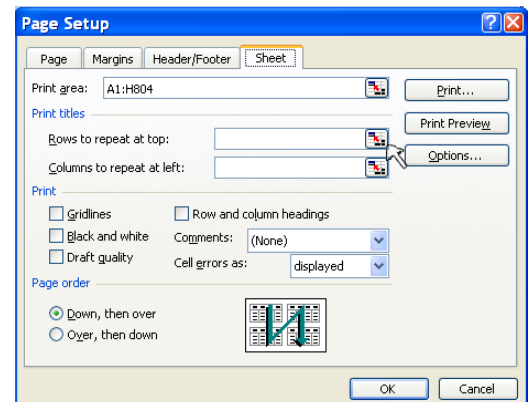 Page Setup
Page Margins Header/Footer Sheet
Print area: A1:H804 Print...
Print titles Print Preview
Rows to repeat at top:
Options...
Columns to repeat at left:
Print
Gridlines Row and column headings
Black and white Comments: (None)
Draft quality Cell errors as: displayed
Page order
Down, then over
Over, then down
OK Cancel